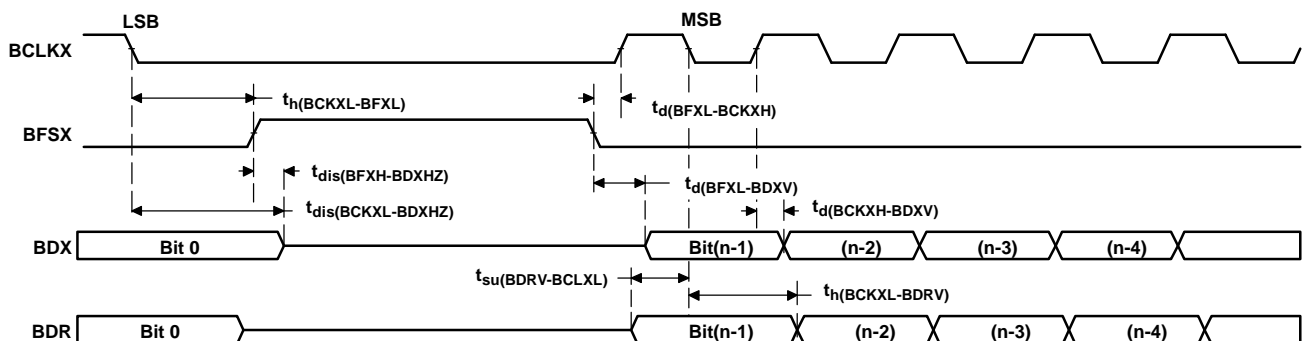 LSB MSB
BCLKX
th(BCKXL-BFXL) td(BFXL-BCKXH)
BFSX
tdis(BFXH-BDXHZ) td(BFXL-BDXV)
tdis(BCKXL-BDXHZ) td(BCKXH-BDXV)
BDX Bit 0 Bit(n-1) (n-2) (n-3) (n-4)
tsu(BDRV-BCLXL) th(BCKXL-BDRV)
BDR Bit 0 Bit(n-1) (n-2) (n-3) (n-4)